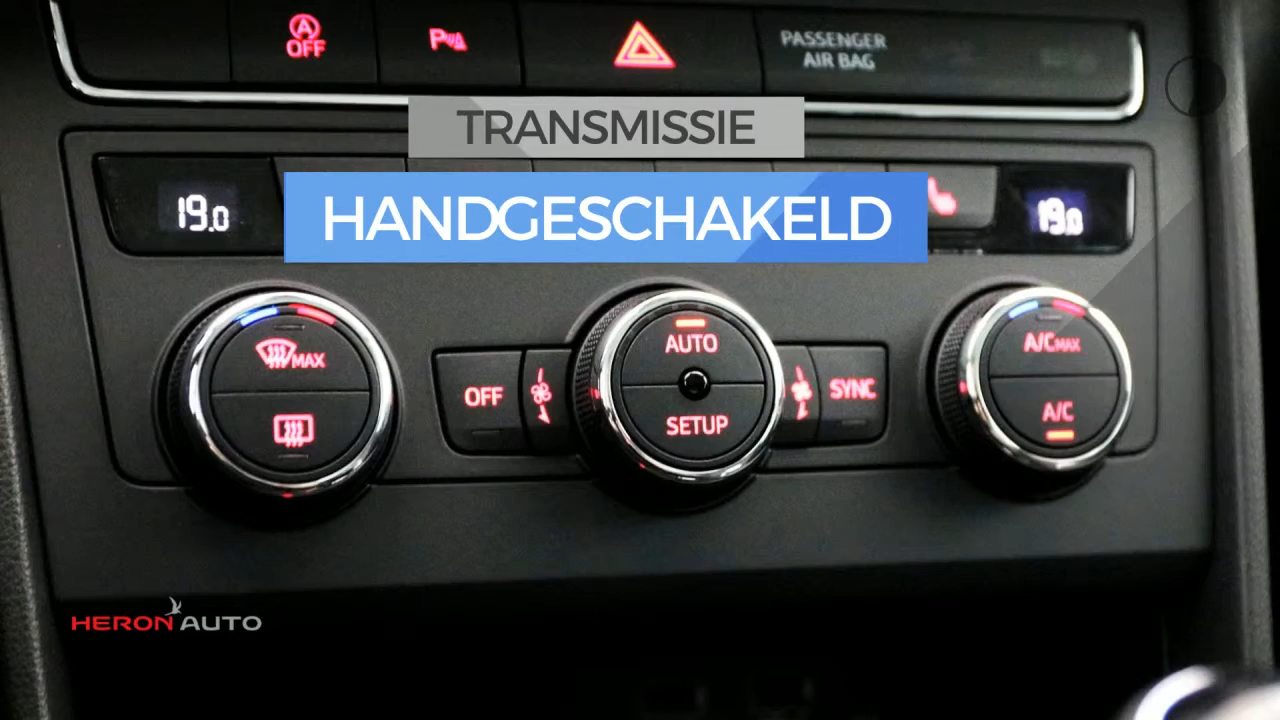 A
OFF
P
PASSENGER
AIR BAG
TRANSMISSIE
19.0
HANDGESCHAKELD
19.0
MAX
AUTO
A/C MAX
OFF
SYNC
SETUP
A/C
HERON AUTO